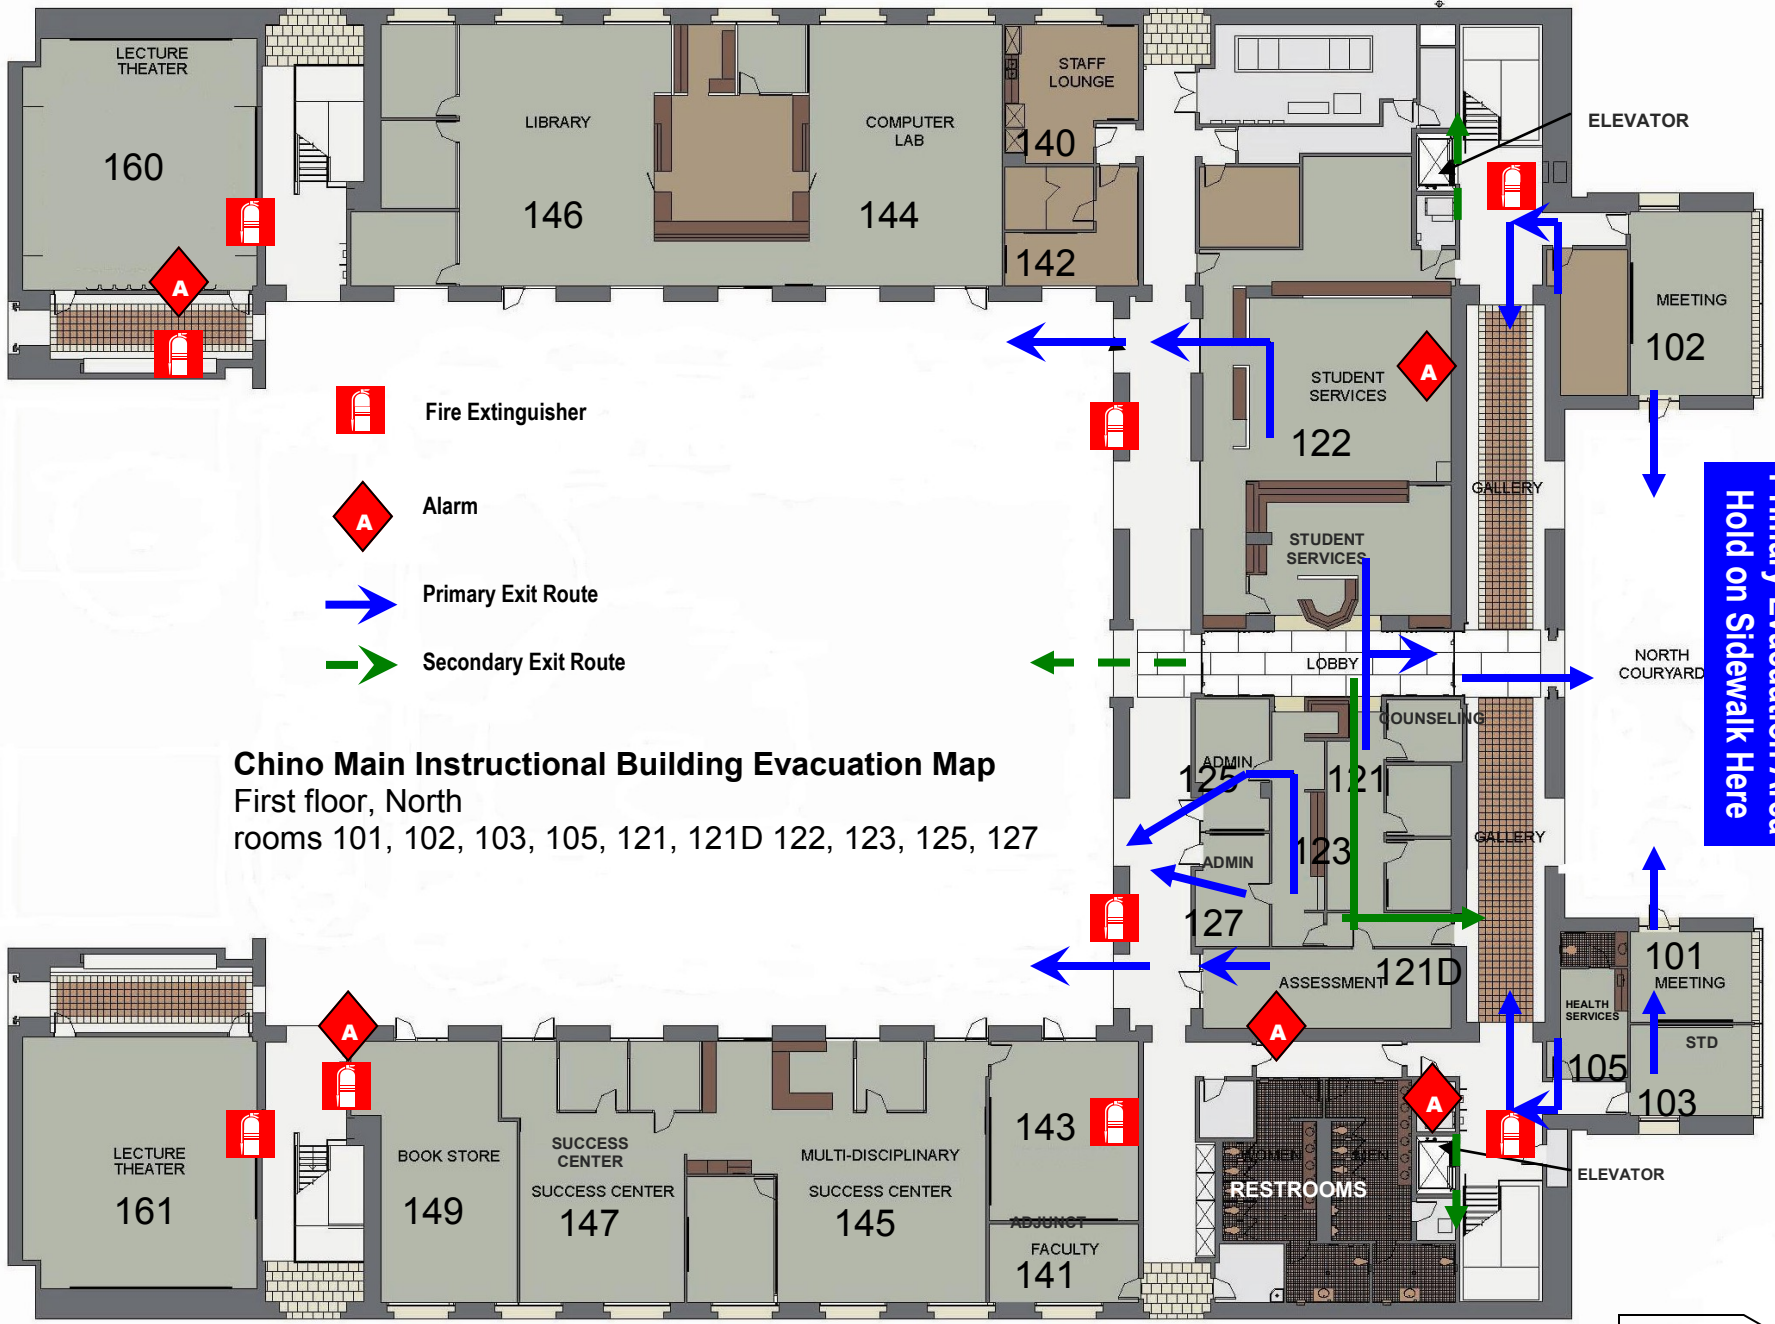 LECTURE
THEATER
160
LIBRARY
146
COMPUTER
LAB
144
STAFF
LOUNGE
140
142
ELEVATOR
MEETING
102
A
Fire Extinguisher
A
Alarm
Primary Exit Route
Secondary Exit Route
STUDENT
SERVICES
A
122
STUDENT
SERVICES
GALLERY
Primary Evacuation Area
Hold on Sidewalk Here
LOBBY
NORTH
COURYARD
Chino Main Instructional Building Evacuation Map
First floor, North
rooms 101, 102, 103, 105, 121, 121D 122, 123, 125, 127
COUNSELING
ADMIN
125
121
ADMIN
123
127
GALLERY
ASSESSMENT
121D
A
101
MEETING
HEALTH
SERVICES
105
STD
103
A
A
LECTURE
THEATER
161
BOOK STORE
149
SUCCESS
CENTER
SUCCESS CENTER
147
MULTI-DISCIPLINARY
SUCCESS CENTER
145
143
ADJUNCT
FACULTY
141
WOMEN
MEN
RESTROOMS
ELEVATOR